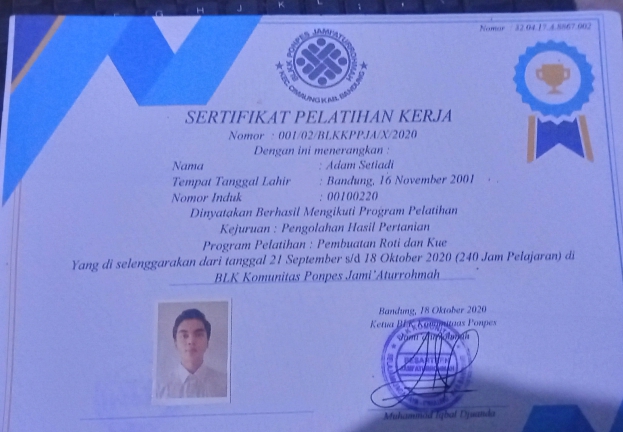 Nomor : 32.04.17.4.8867.002
BLKK PONPES JAMI'ATURROHMAH
KEC CIMAUNG KAB. BANDUNG
SERTIFIKAT PELATIHAN KERJA
Nomor : 001/02/BLKKPPJA/X/2020
Dengan ini menerangkan :
Nama : Adam Setiadi
Tempat Tanggal Lahir : Bandung, 16 November 2001
Nomor Induk : 00100220
Dinyatakan Berhasil Mengikuti Program Pelatihan
Kejuruan : Pengolahan Hasil Pertanian
Program Pelatihan : Pembuatan Roti dan Kue
Yang di selenggarakan dari tanggal 21 September s/d 18 Oktober 2020 (240 Jam Pelajaran) di
BLK Komunitas Ponpes Jami'Aturrohmah
Bandung, 18 Oktober 2020
Ketua BLK Komunitas Ponpes
Muhammad Iqbal